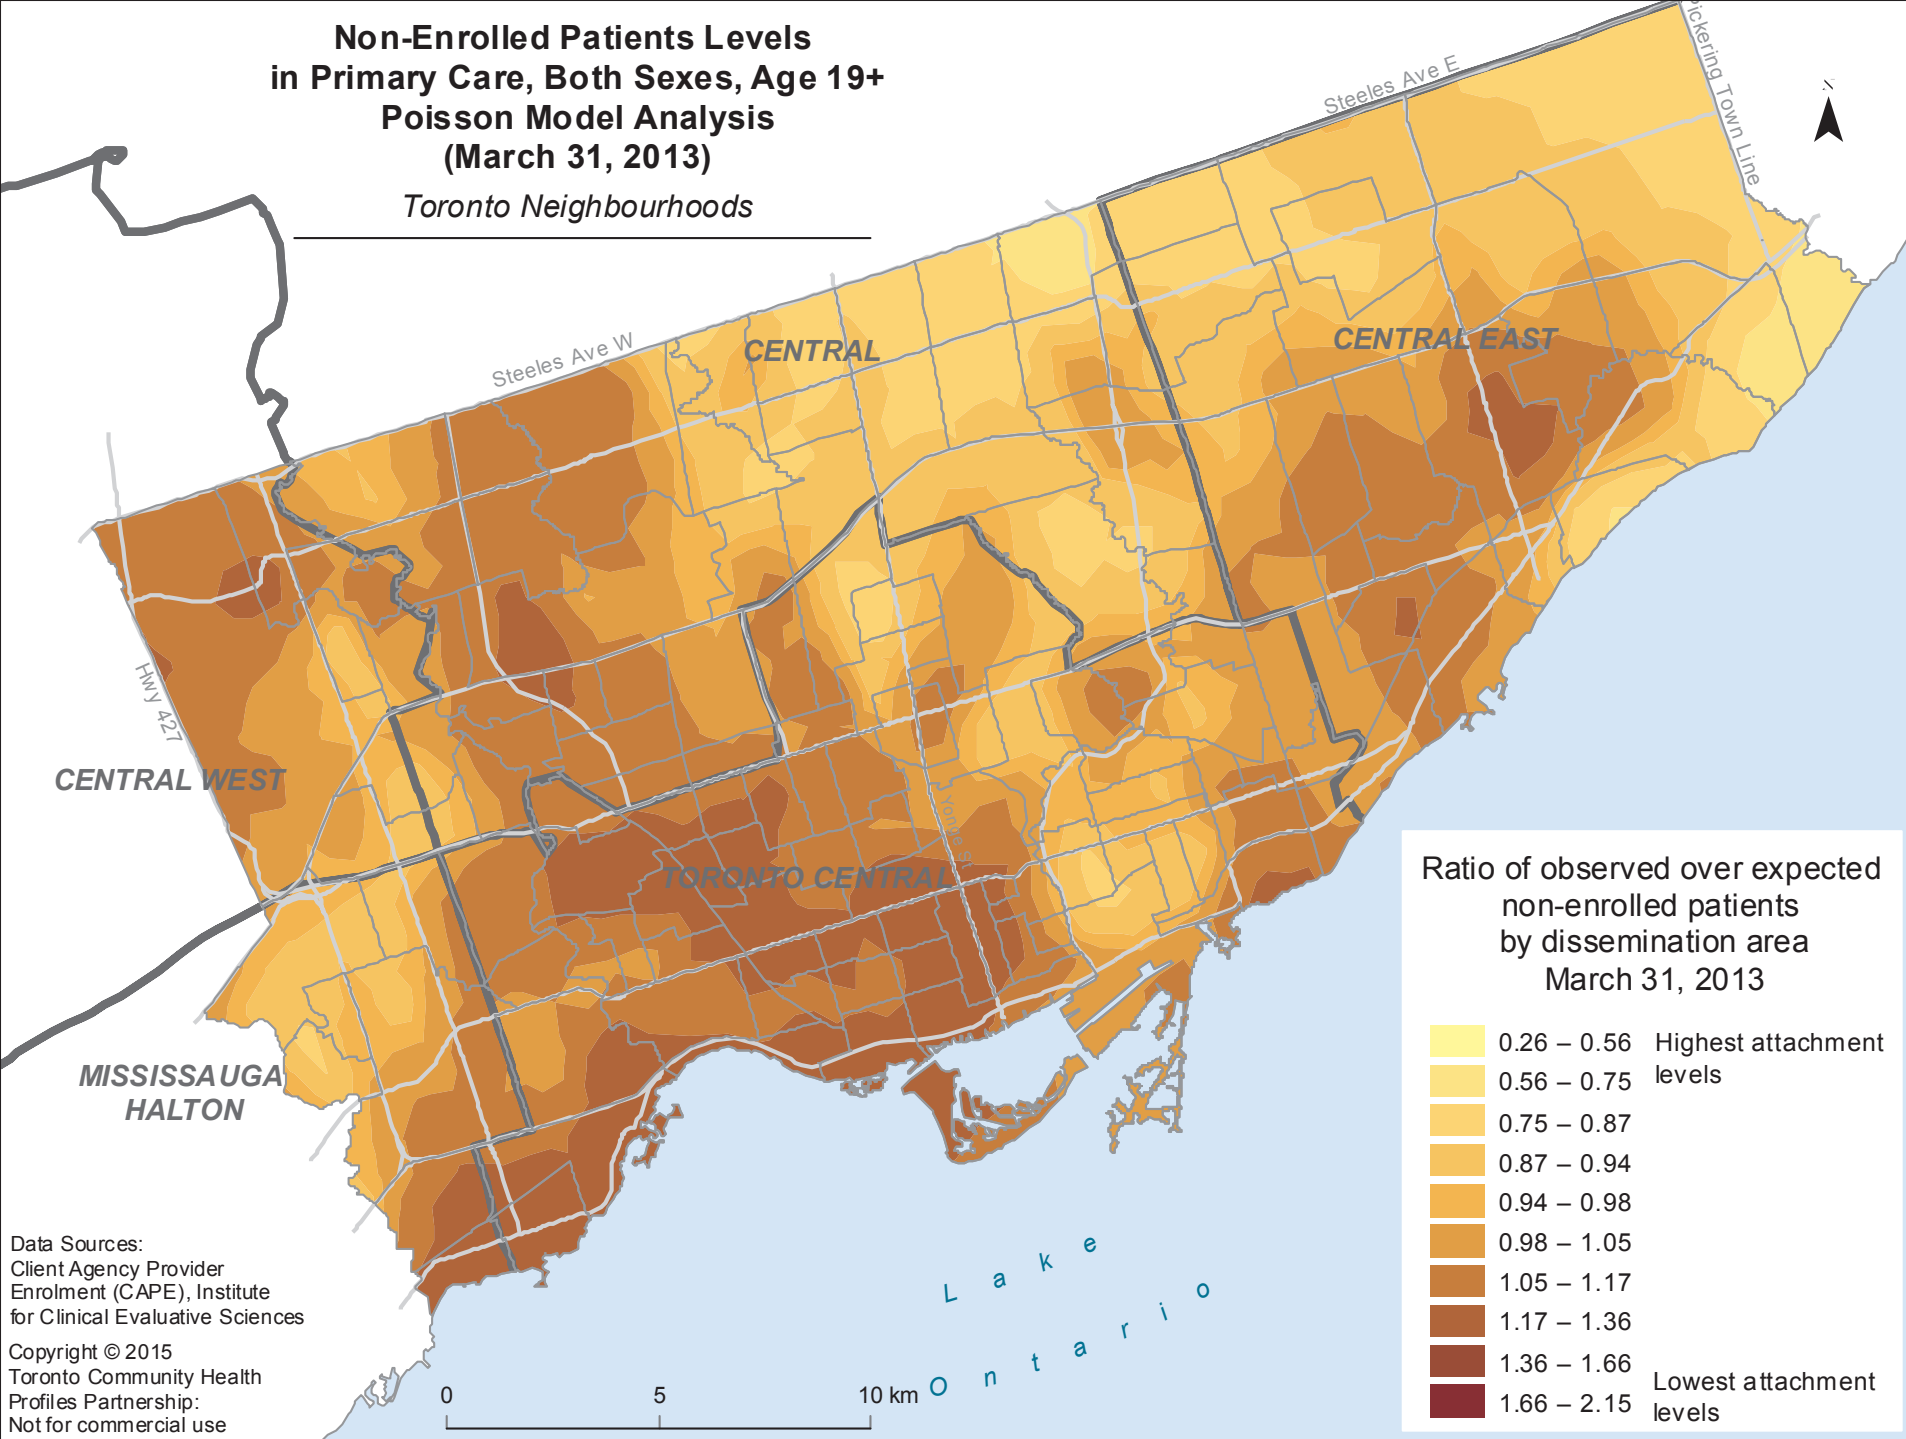 Non-Enrolled Patients Levels
in Primary Care, Both Sexes, Age 19+
Poisson Model Analysis
(March 31, 2013)
Toronto Neighbourhoods
Steeles Ave E
Pickering Town Line
N
Steeles Ave W
CENTRAL
CENTRAL EAST
Hwy 427
CENTRAL WEST
Yonge St
TORONTO CENTRAL
MISSISSAUGA
HALTON
Lake
Ontario
Ratio of observed over expected
non-enrolled patients
by dissemination area
March 31, 2013
0.26 – 0.56 Highest attachment
levels
0.56 – 0.75
0.75 – 0.87
0.87 – 0.94
0.94 – 0.98
0.98 – 1.05
1.05 – 1.17
1.17 – 1.36
1.36 – 1.66
1.66 – 2.15 Lowest attachment
levels
Data Sources:
Client Agency Provider
Enrolment (CAPE), Institute
for Clinical Evaluative Sciences
Copyright © 2015
Toronto Community Health
Profiles Partnership:
Not for commercial use
0 5 10 km